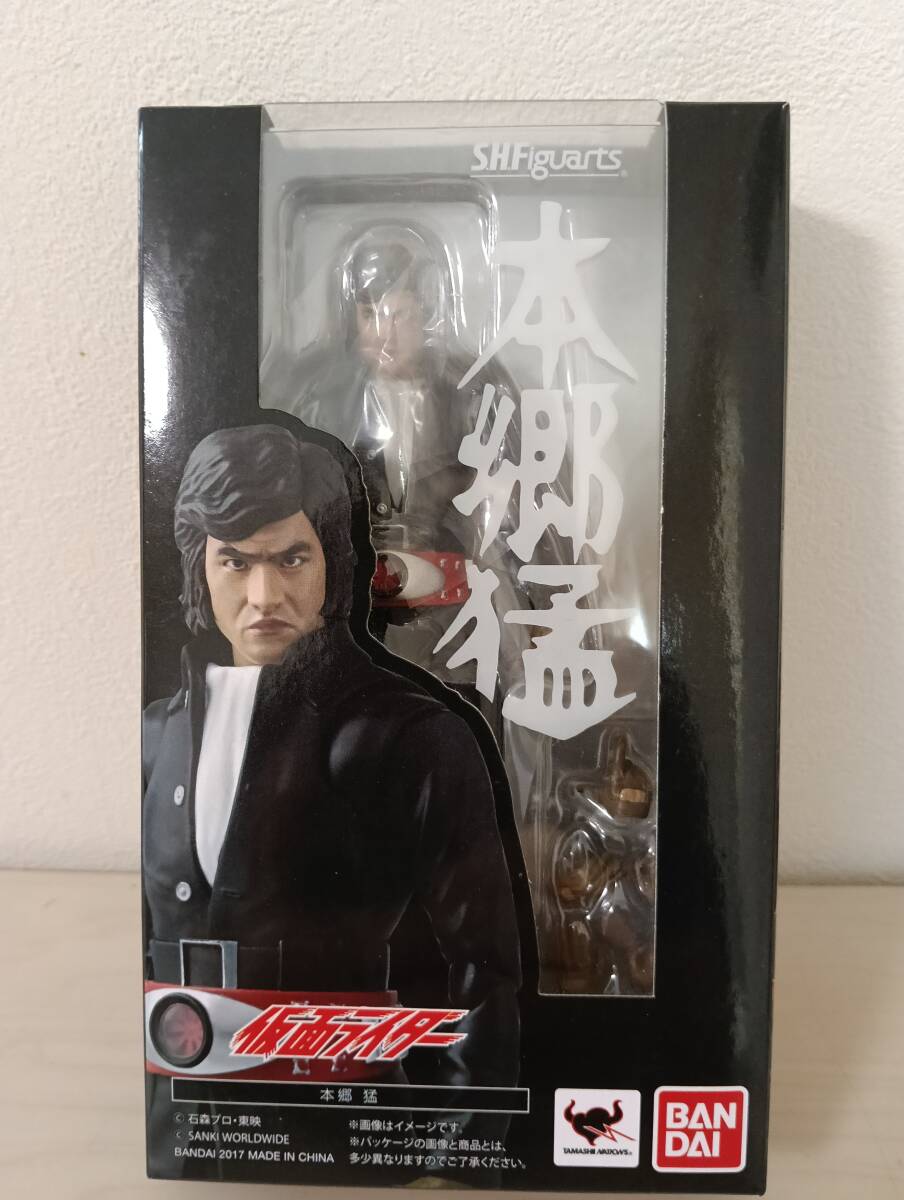 S.H.Figuarts
本郷猛
仮面ライダー
本郷 猛
© 石森プロ・東映
© SANKI WORLDWIDE
BANDAI 2017 MADE IN CHINA
※画像はイメージです。
※パッケージの画像と商品とは、
多少異なりますのでご了承ください。
TAMASHII NATIONS
BAN
DAI